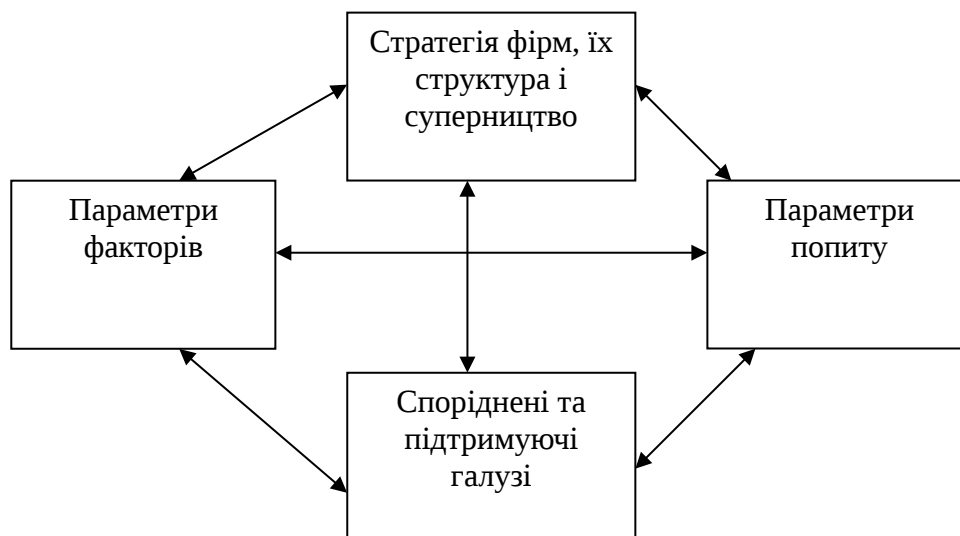 Стратегія фірм, їх
структура і
суперництво
Параметри
факторів
Параметри
попиту
Споріднені та
підтримуючі
галузі